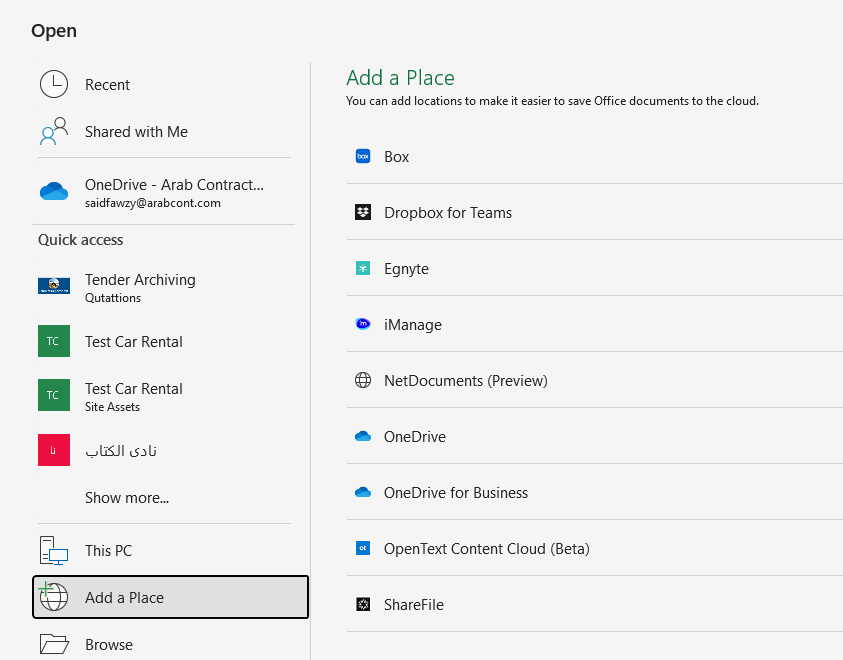 Open
Recent
Shared with Me
OneDrive - Arab Contract...
saidfawzy@arabcont.com
Quick access
Tender Archiving
Qutattions
TC
Test Car Rental
TC
Test Car Rental
Site Assets
نا
نادى الكتاب
Show more...
This PC
Add a Place
Browse
Add a Place
You can add locations to make it easier to save Office documents to the cloud.
box
Box
Dropbox for Teams
Egnyte
m
iManage
NetDocuments (Preview)
OneDrive
OneDrive for Business
ot
OpenText Content Cloud (Beta)
ShareFile